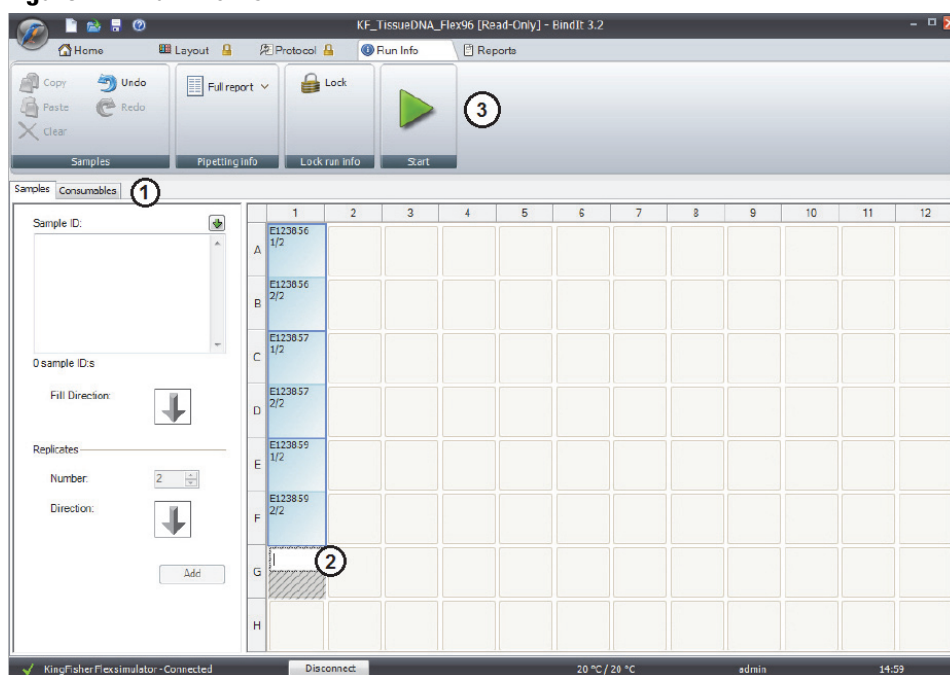 KF_TissueDNA_Flex96 [Read-Only] - BindIt 3.2
Home Layout Protocol Run Info Reports
Copy Undo Full report Lock
Paste Redo
Clear
3
Samples Pipetting info Lock run info Start
Samples Consumables 1
Sample ID:
1 2 3 4 5 6 7 8 9 10 11 12
A E123856
1/2
B E123856
2/2
C E123857
1/2
0 sample ID:s
Fill Direction:
D E123857
2/2
Replicates
E E123859
1/2
Number: 2
Direction:
F E123859
2/2
G 2
Add
H
KingFisher Flex simulator - Connected Disconnect 20 °C / 20 °C admin 14:59